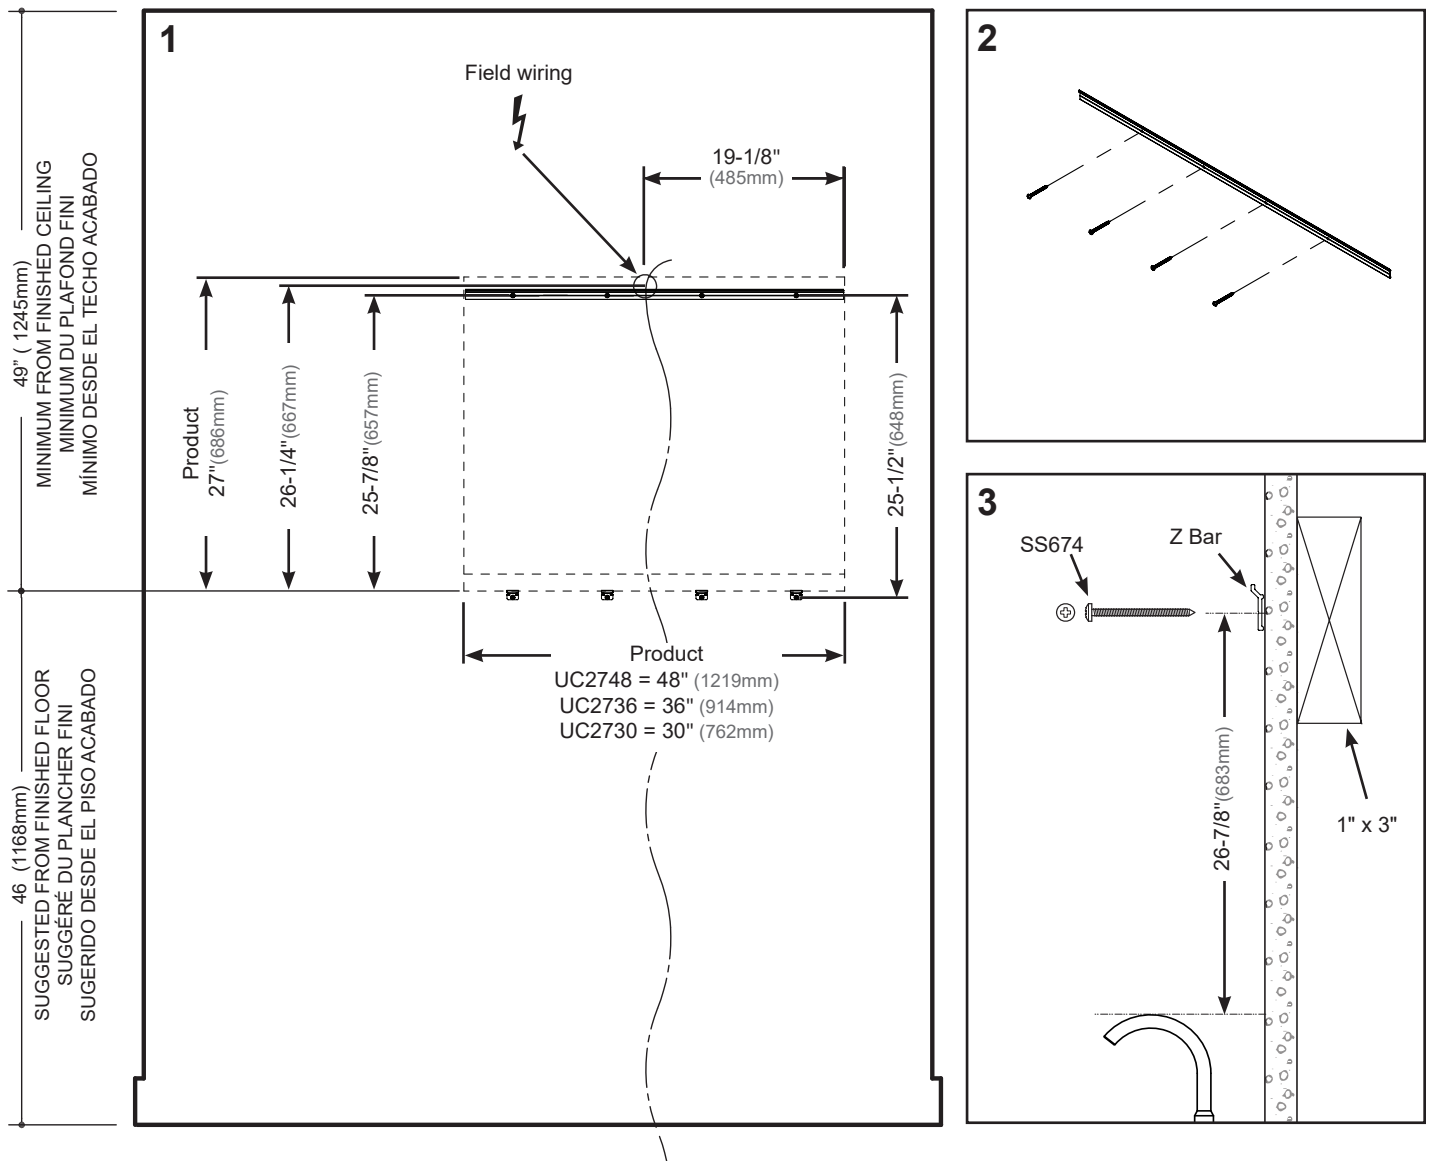 1
Field wiring
19-1/8"
(485mm)
49” ( 1245mm)
MINIMUM FROM FINISHED CEILING
MINIMUM DU PLAFOND FINI
MÍNIMO DESDE EL TECHO ACABADO
Product
27"(686mm)
26-1/4"(667mm)
25-7/8"(657mm)
25-1/2"(648mm)
Product
UC2748 = 48" (1219mm)
UC2736 = 36" (914mm)
UC2730 = 30" (762mm)
46 (1168mm)
SUGGESTED FROM FINISHED FLOOR
SUGGÉRÉ DU PLANCHER FINI
SUGERIDO DESDE EL PISO ACABADO
2
3
SS674
Z Bar
26-7/8"(683mm)
1" x 3"